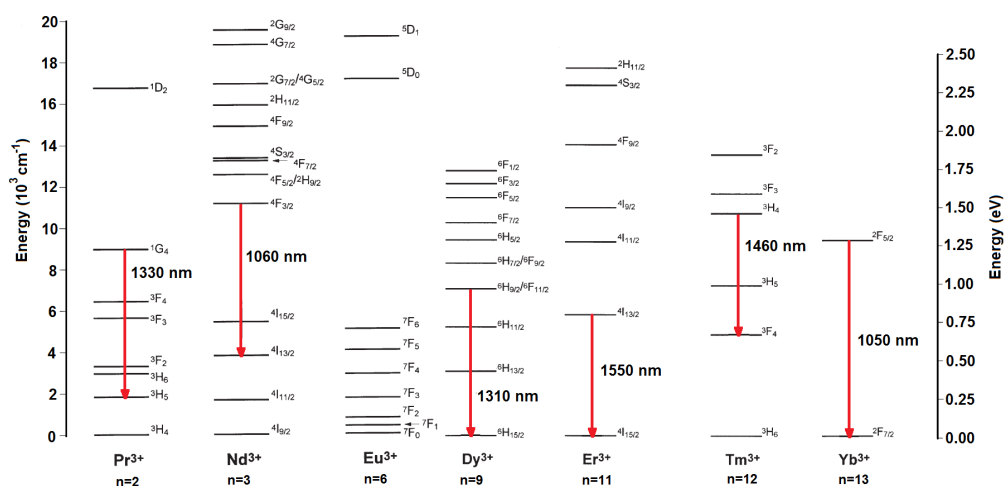 Energy (10³ cm⁻¹)
20
18
16
14
12
10
8
6
4
2
0
¹D₂
¹G₄
1330 nm
³F₄
³F₃
³F₂
³H₆
³H₅
³H₄
Pr³⁺
n=2
²G₉/₂
⁴G₇/₂
²G₇/₂/⁴G₅/₂
²H₁₁/₂
⁴F₉/₂
⁴S₃/₂
⁴F₇/₂
⁴F₅/₂/²H₉/₂
⁴F₃/₂
1060 nm
⁴I₁₅/₂
⁴I₁₃/₂
⁴I₁₁/₂
⁴I₉/₂
Nd³⁺
n=3
⁵D₁
⁵D₀
⁷F₆
⁷F₅
⁷F₄
⁷F₃
⁷F₂
⁷F₁
⁷F₀
Eu³⁺
n=6
⁶F₁/₂
⁶F₃/₂
⁶F₅/₂
⁶F₇/₂
⁶H₅/₂
⁶H₇/₂/⁶F₉/₂
⁶H₉/₂/⁶F₁₁/₂
⁶H₁₁/₂
⁶H₁₃/₂
1310 nm
⁶H₁₅/₂
Dy³⁺
n=9
²H₁₁/₂
⁴S₃/₂
⁴F₉/₂
⁴I₉/₂
⁴I₁₁/₂
⁴I₁₃/₂
1550 nm
⁴I₁₅/₂
Er³⁺
n=11
³F₂
³F₃
³H₄
1460 nm
³H₅
³F₄
³H₆
Tm³⁺
n=12
²F₅/₂
1050 nm
²F₇/₂
Yb³⁺
n=13
2.50
2.25
2.00
1.75
1.50
1.25
1.00
0.75
0.50
0.25
0.00
Energy (eV)